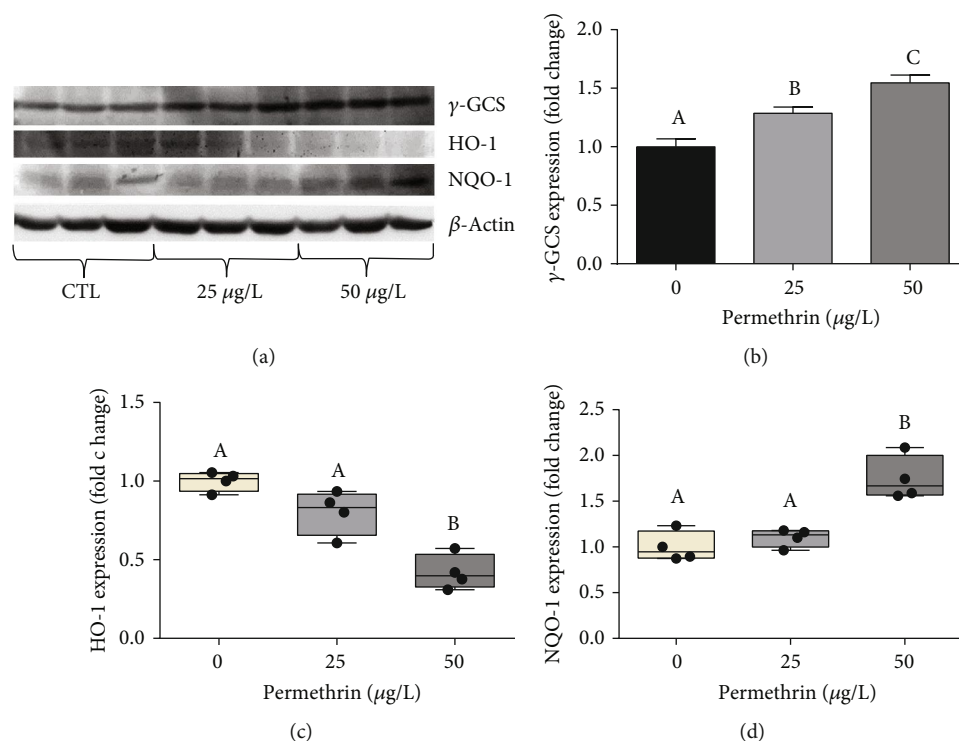 γ-GCS
HO-1
NQO-1
β-Actin
CTL
25 μg/L
50 μg/L
(a)
γ-GCS expression (fold change)
2.0
1.5
1.0
0.5
0.0
A
B
C
0
25
50
Permethrin (μg/L)
(b)
HO-1 expression (fold c hange)
1.5
1.0
0.5
0.0
A
A
B
0
25
50
Permethrin (μg/L)
(c)
NQO-1 expression (fold change)
2.5
2.0
1.5
1.0
0.5
0.0
A
A
B
0
25
50
Permethrin (μg/L)
(d)